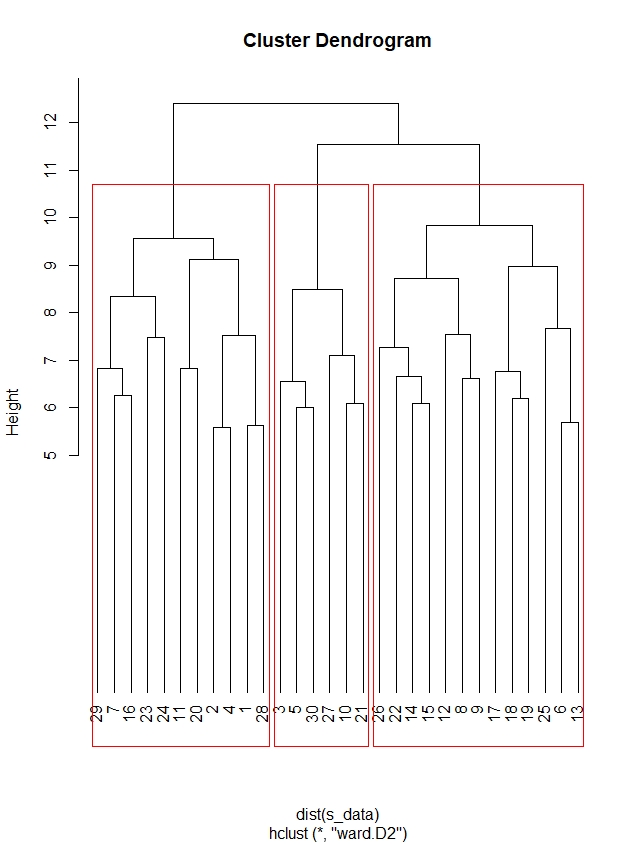 Cluster Dendrogram
Height
12
11
10
9
8
7
6
5
29 7 16 23 24 11 20 2 4 1 28 3 5 30 27 10 21 26 22 14 15 12 8 9 17 18 19 25 6 13
dist(s_data)
hclust (*, "ward.D2")